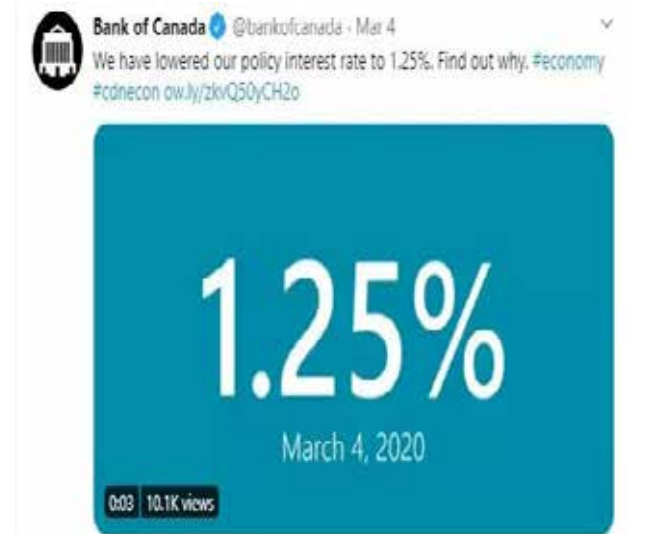 Bank of Canada @bankofcanada · Mar 4
We have lowered our policy interest rate to 1.25%. Find out why. #economy
#cdnecon ow.ly/zkvQ50yCH2o
1.25%
March 4, 2020
0:03 10.1K views